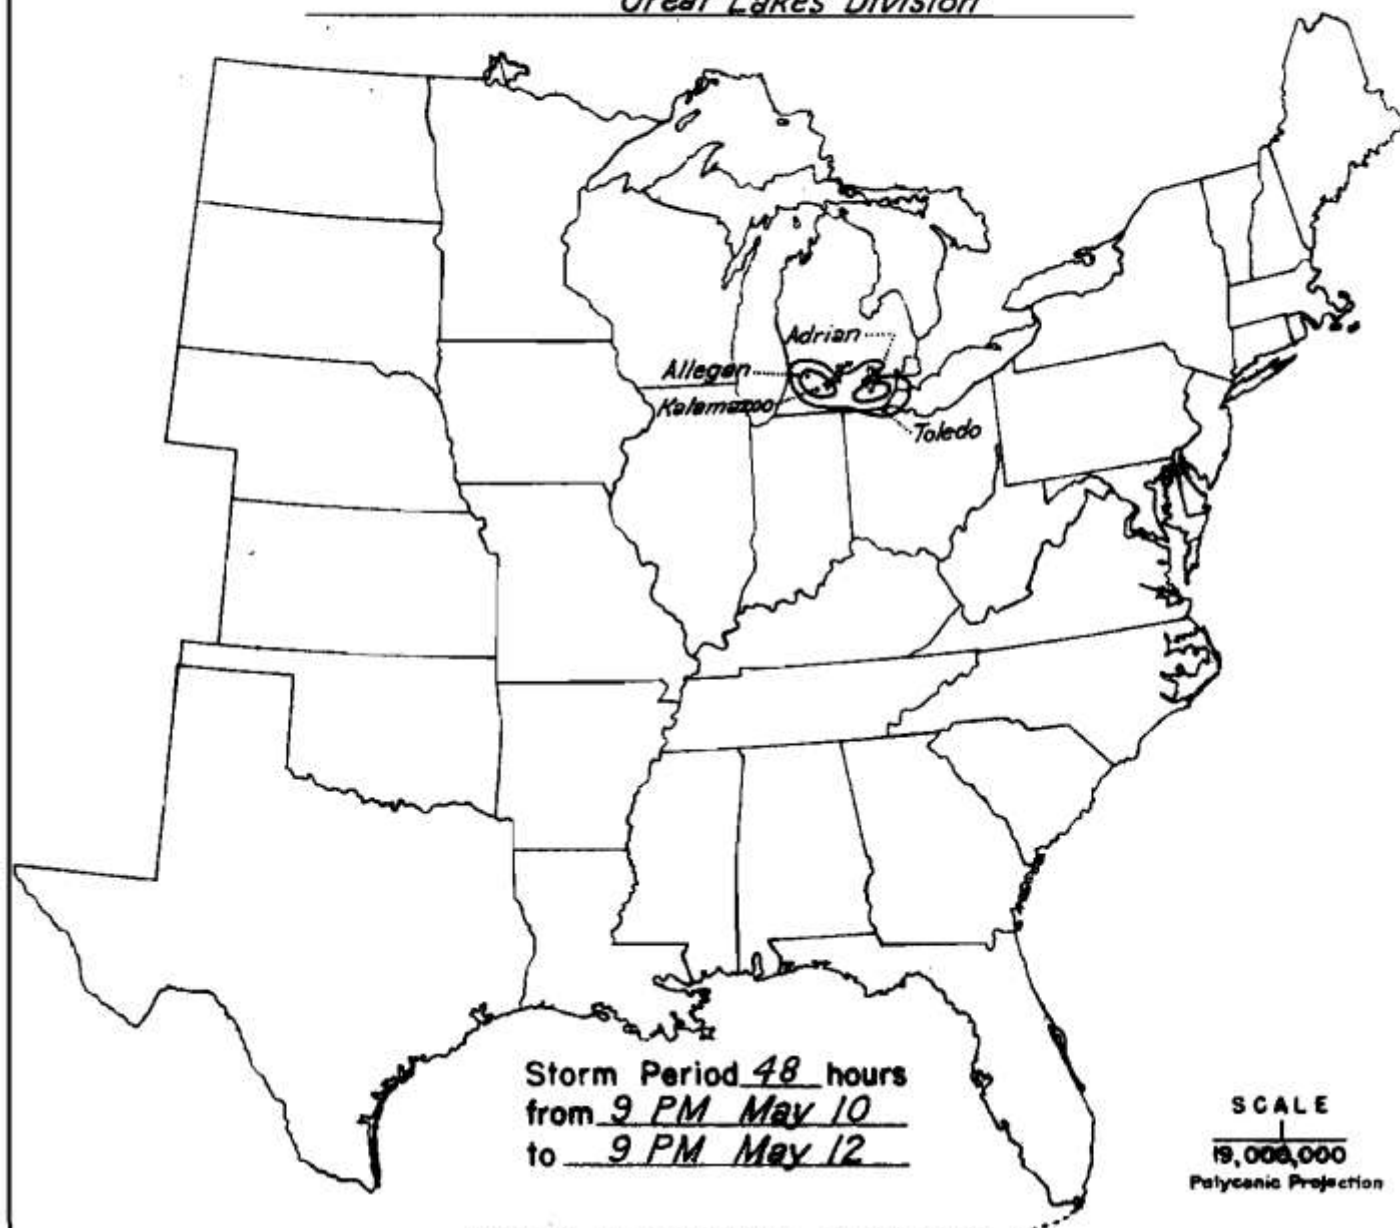 Great Lakes Division
Adrian
Allegan
Kalamazoo
Toledo
Storm Period 48 hours
from 9 PM May 10
to 9 PM May 12
SCALE
1
19,000,000
Polyconic Projection